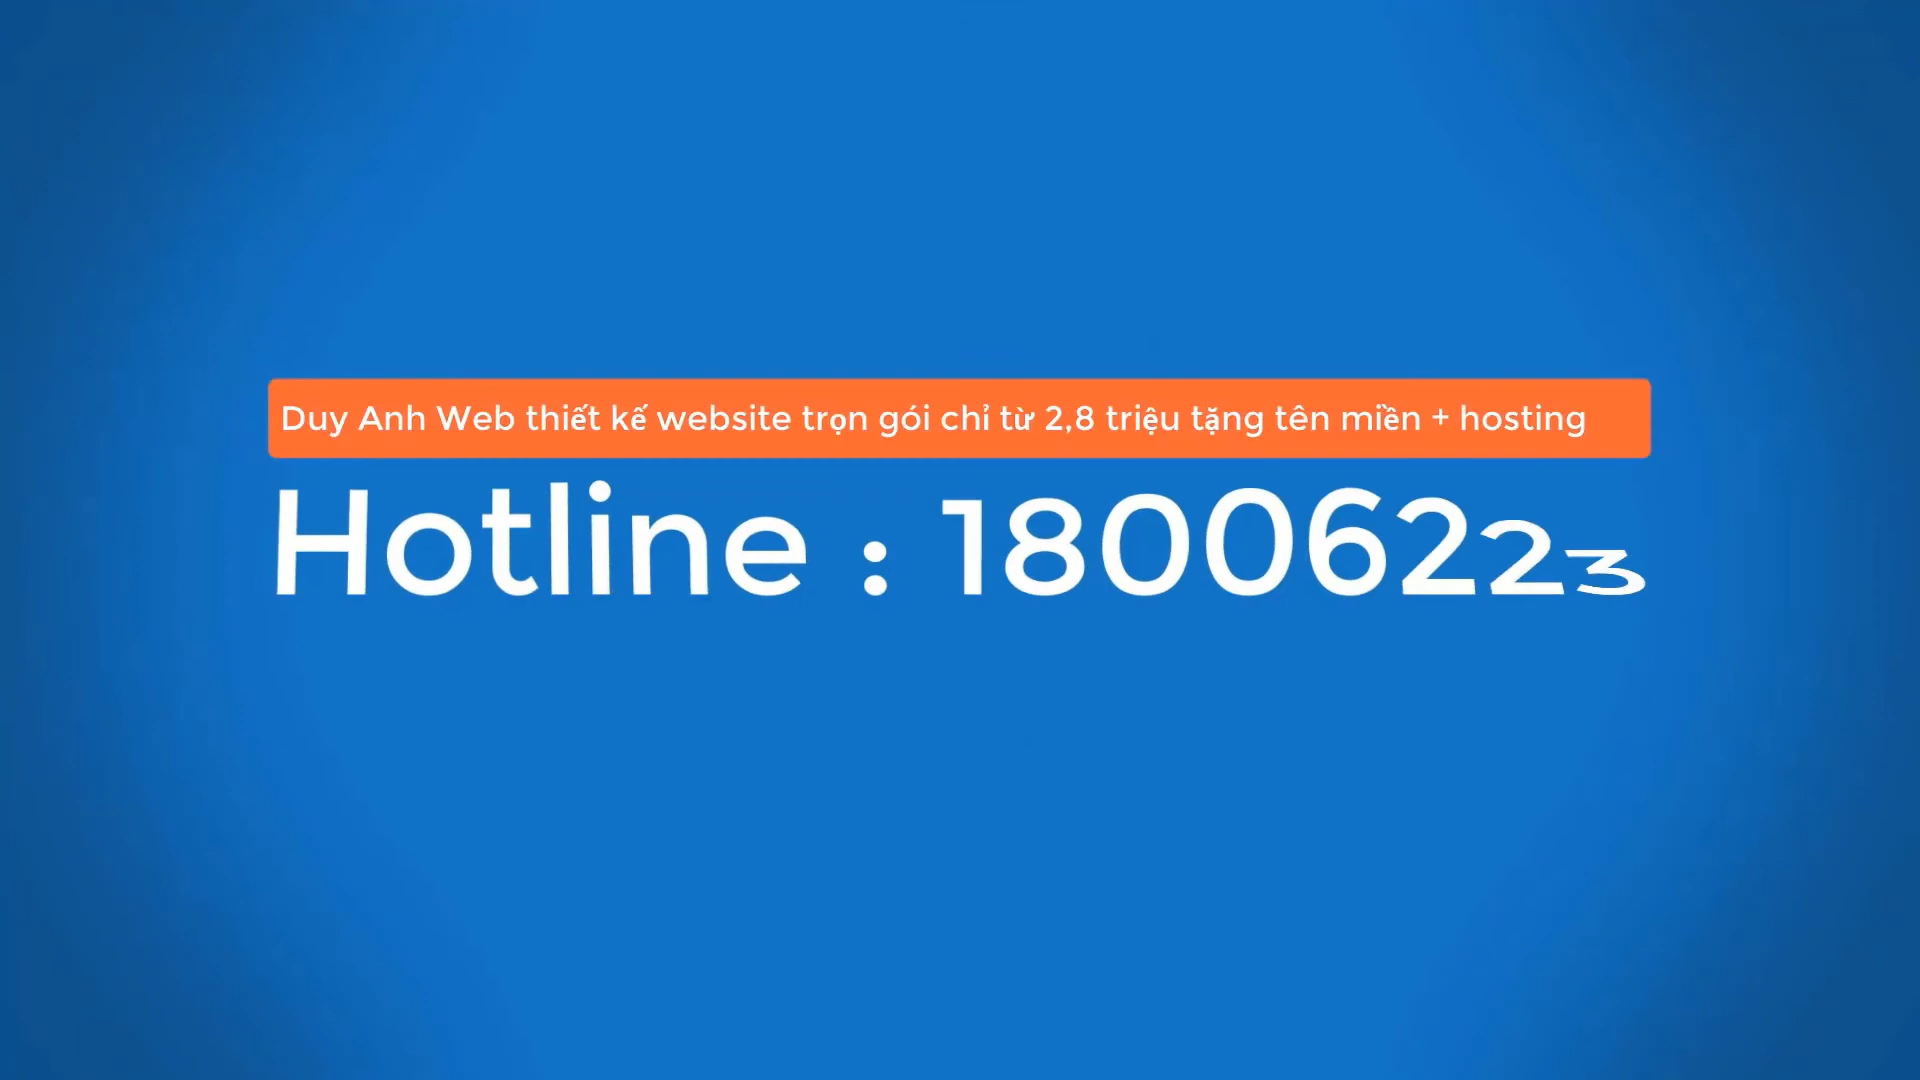 Duy Anh Web thiết kế website trọn gói chỉ từ 2,8 triệu tặng tên miền + hosting
Hotline : 18006223